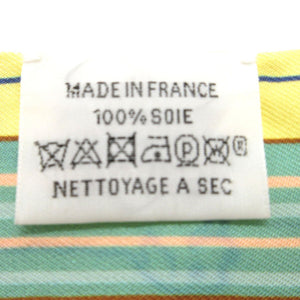 MADE IN FRANCE
100% SOIE
P ®
NETTOYAGE A SEC